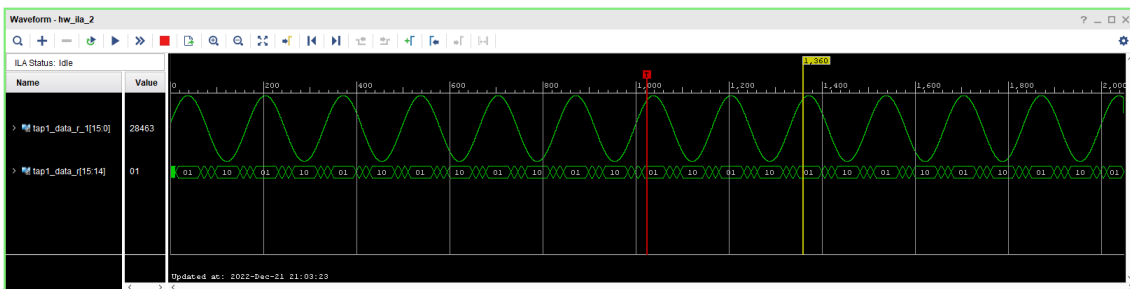 Waveform - hw_ila_2
? _ □ X
ILA Status: Idle
1,360
Name Value
0 200 400 600 800 1,000 1,200 1,400 1,600 1,800 2,000
T
> tap1_data_r_1[15:0] 28463
> tap1_data_r[15:14] 01
01 10 01 10 01 10 01 10 01 10 01 10 01 10 01 10 01 10 01 10 01 10 01 10 01
Updated at: 2022-Dec-21 21:03:23